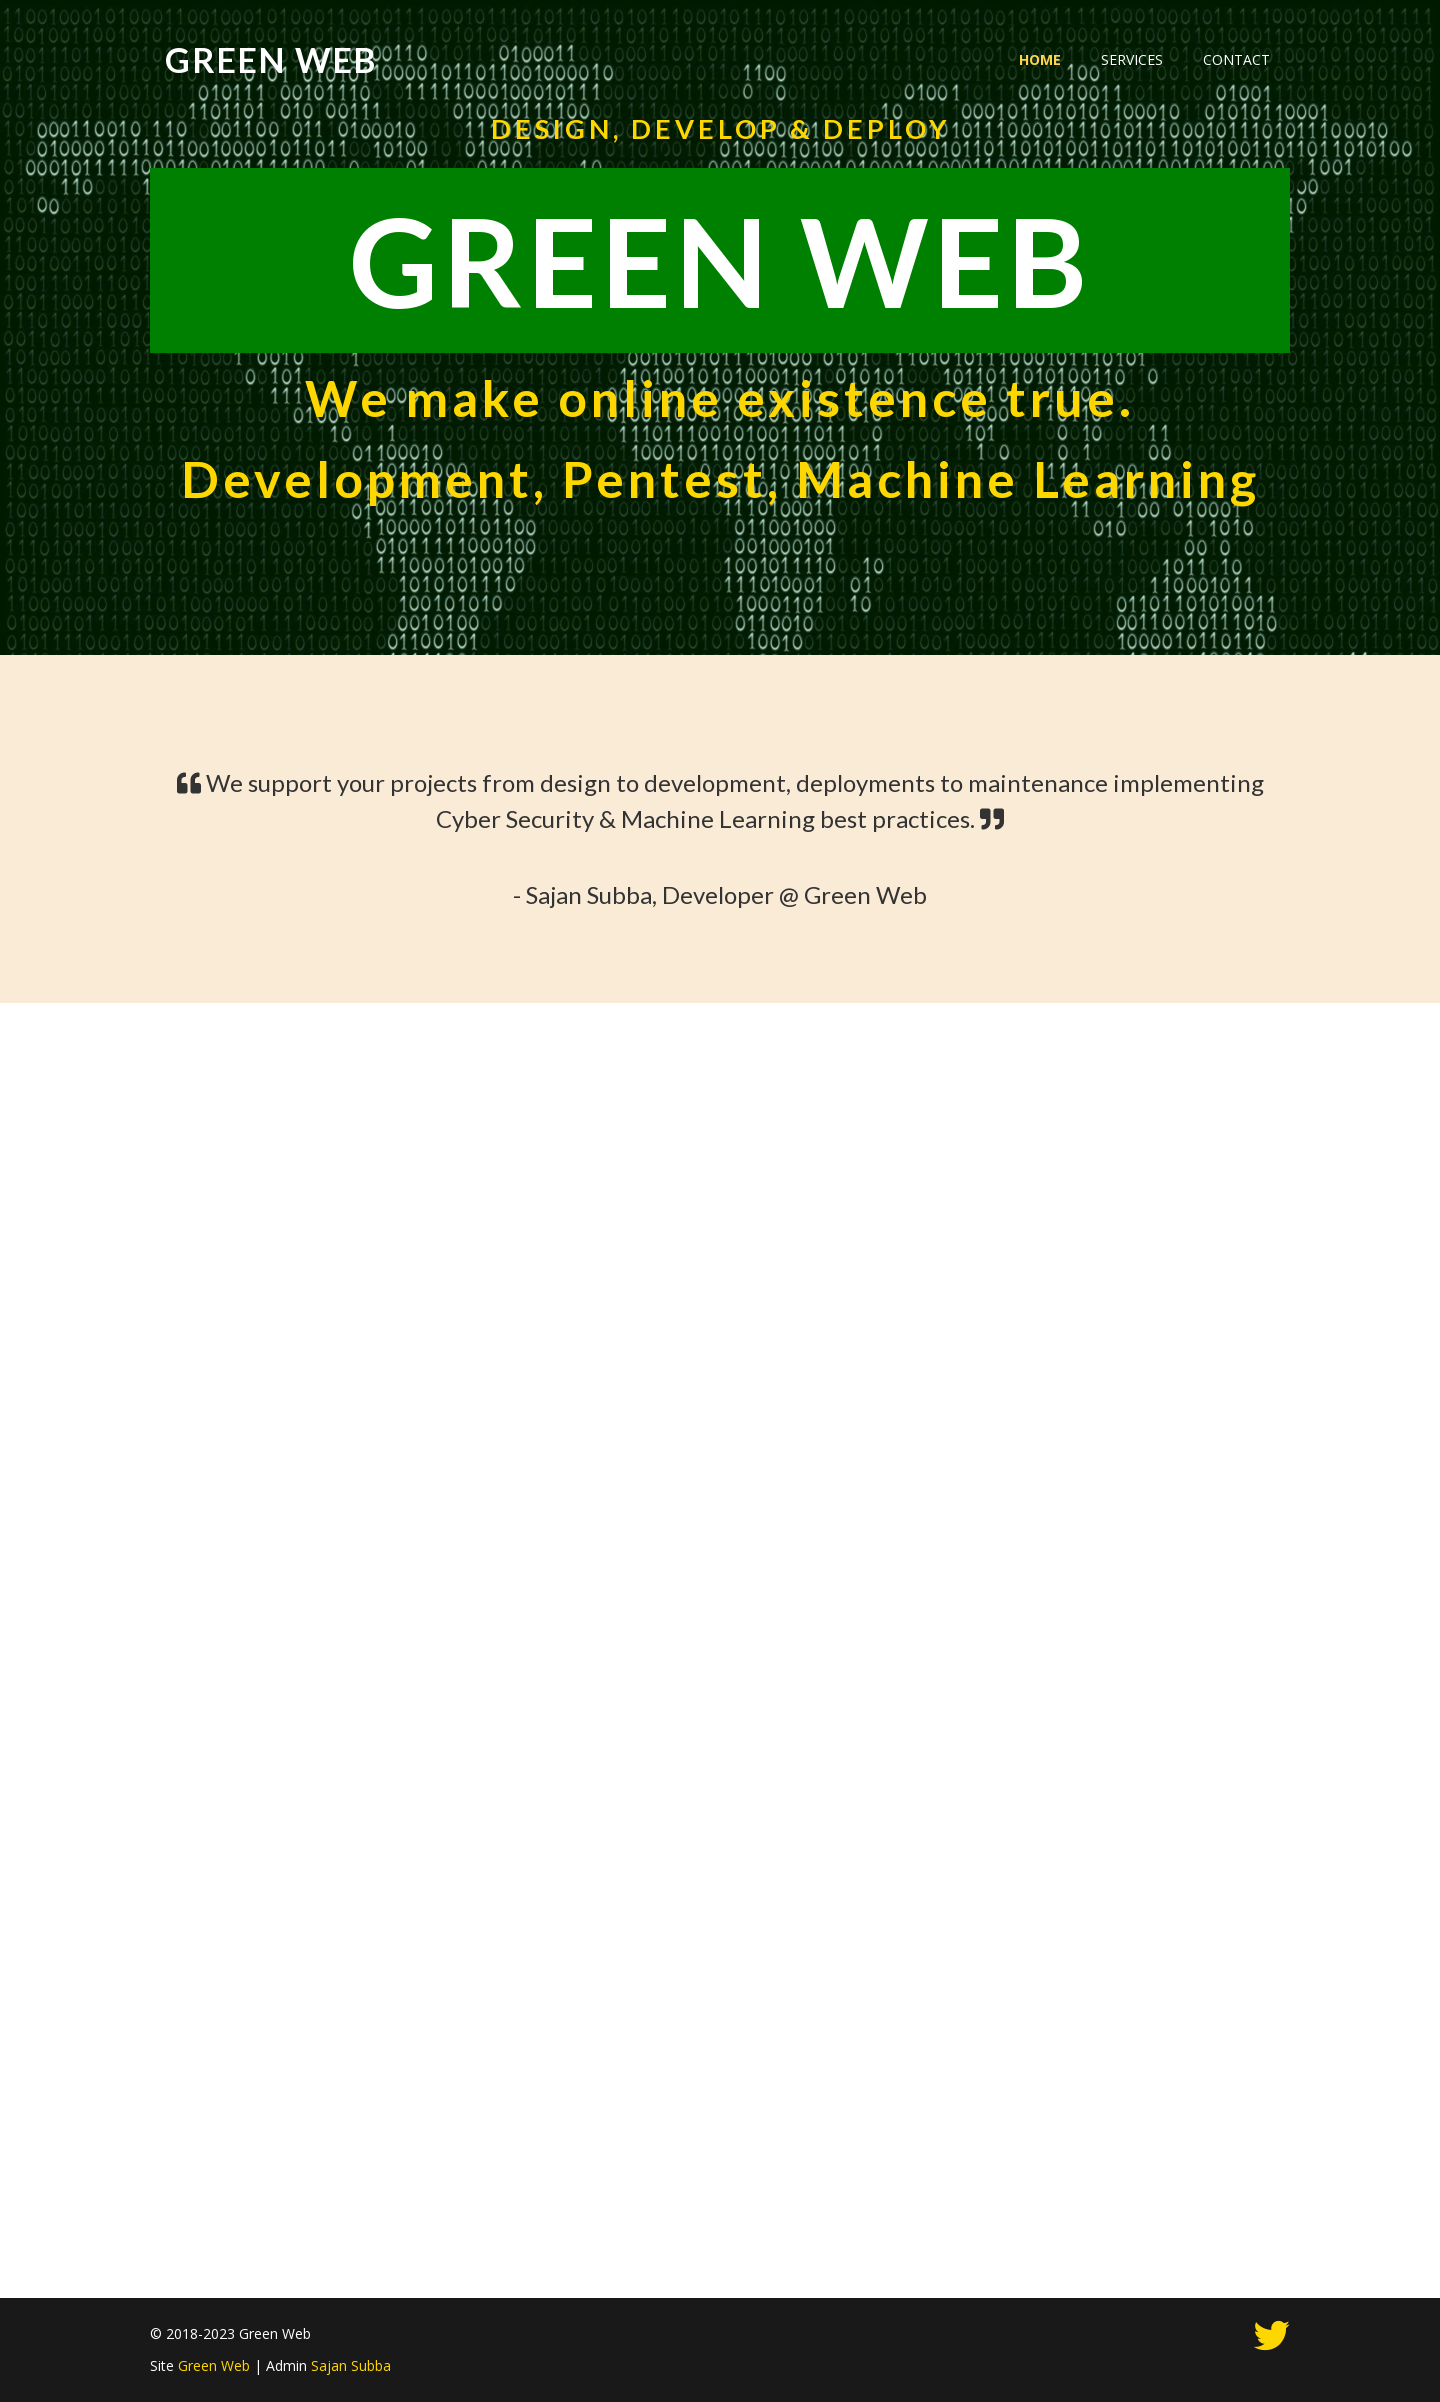 GREEN WEB
HOME SERVICES CONTACT
DESIGN, DEVELOP & DEPLOY
GREEN WEB
We make online existence true.
Development, Pentest, Machine Learning
❝ We support your projects from design to development, deployments to maintenance implementing
Cyber Security & Machine Learning best practices. ❞
- Sajan Subba, Developer @ Green Web
© 2018-2023 Green Web
Site Green Web | Admin Sajan Subba